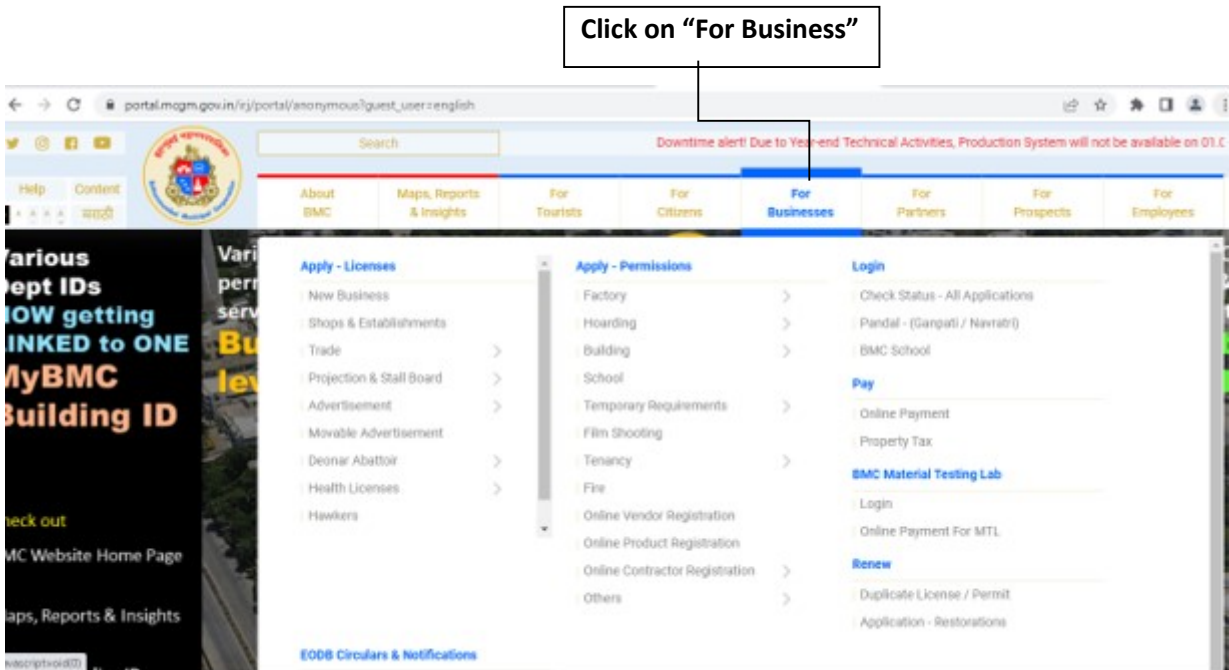 Click on “For Business”
portal.mcgm.gov.in/irj/portal/anonymous?guest_user=english
Search
Downtime alert! Due to Year-end Technical Activities, Production System will not be available on 01.
Help Content
मराठी
About BMC
Maps, Reports & Insights
For Tourists
For Citizens
For Businesses
For Partners
For Prospects
For Employees
Various
Dept IDs
NOW getting
LINKED to ONE
MyBMC
Building ID
Vari
perr
serv
Bu
lev
Apply - Licenses
New Business
Shops & Establishments
Trade
Projection & Stall Board
Advertisement
Movable Advertisement
Deonar Abattoir
Health Licenses
Hawkers
Apply - Permissions
Factory
Hoarding
Building
School
Temporary Requirements
Film Shooting
Tenancy
Fire
Online Vendor Registration
Online Product Registration
Online Contractor Registration
Others
Login
Check Status - All Applications
Pandal - (Ganpati / Navratri)
BMC School
Pay
Online Payment
Property Tax
BMC Material Testing Lab
Login
Online Payment For MTL
Renew
Duplicate License / Permit
Application - Restorations
heck out
MC Website Home Page
aps, Reports & Insights
EODB Circulars & Notifications